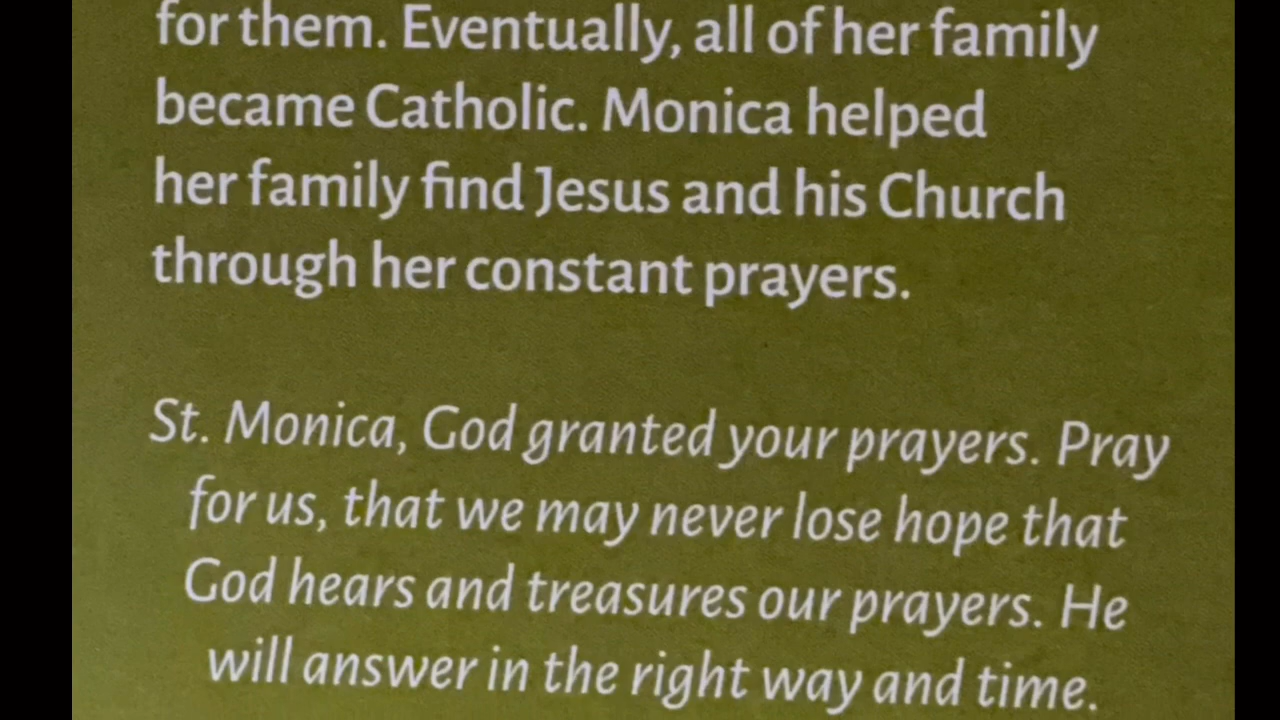 for them. Eventually, all of her family
became Catholic. Monica helped
her family find Jesus and his Church
through her constant prayers.
St. Monica, God granted your prayers. Pray
for us, that we may never lose hope that
God hears and treasures our prayers. He
will answer in the right way and time.